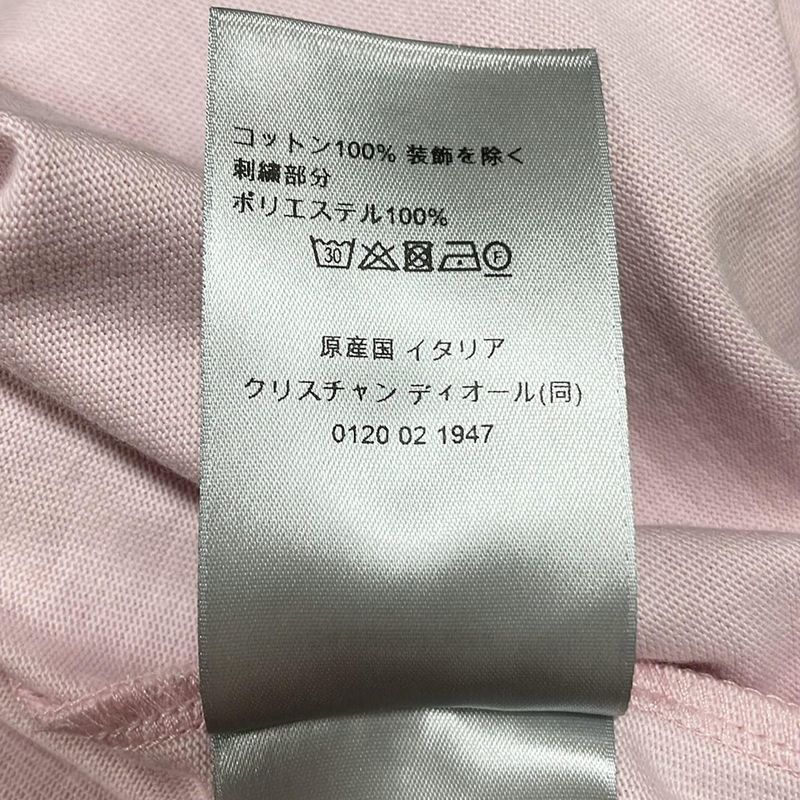 コットン100% 装飾を除く
刺繍部分
ポリエステル100%
30 F
原産国 イタリア
クリスチャン ディオール(同)
0120 02 1947